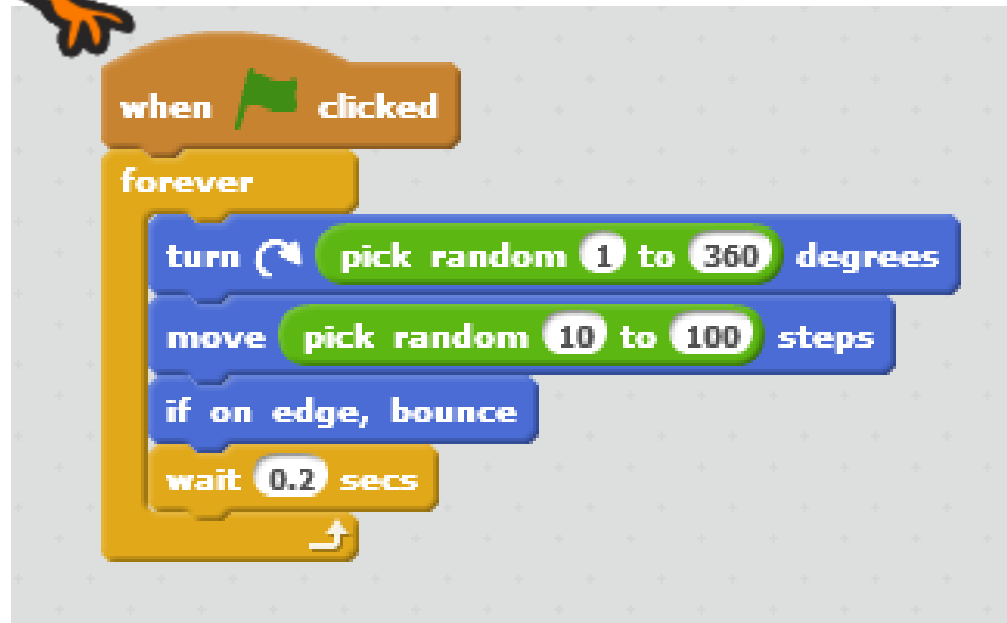 when clicked
forever
turn pick random 1 to 360 degrees
move pick random 10 to 100 steps
if on edge, bounce
wait 0.2 secs